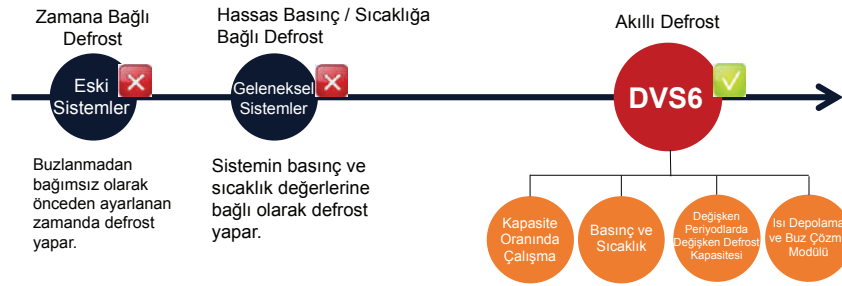 Zamana Bağlı
Defrost
Hassas Basınç / Sıcaklığa
Bağlı Defrost
Akıllı Defrost
Eski
Sistemler
Geleneksel
Sistemler
DVS6
Buzlanmadan
bağımsız olarak
önceden ayarlanan
zamanda defrost
yapar.
Sistemin basınç ve
sıcaklık değerlerine
bağlı olarak defrost
yapar.
Kapasite
Oranında
Çalışma
Basınç ve
Sıcaklık
Değişken
Periyodlarda
Değişken Defrost
Kapasitesi
Isı Depolama
ve Buz Çözme
Modülü